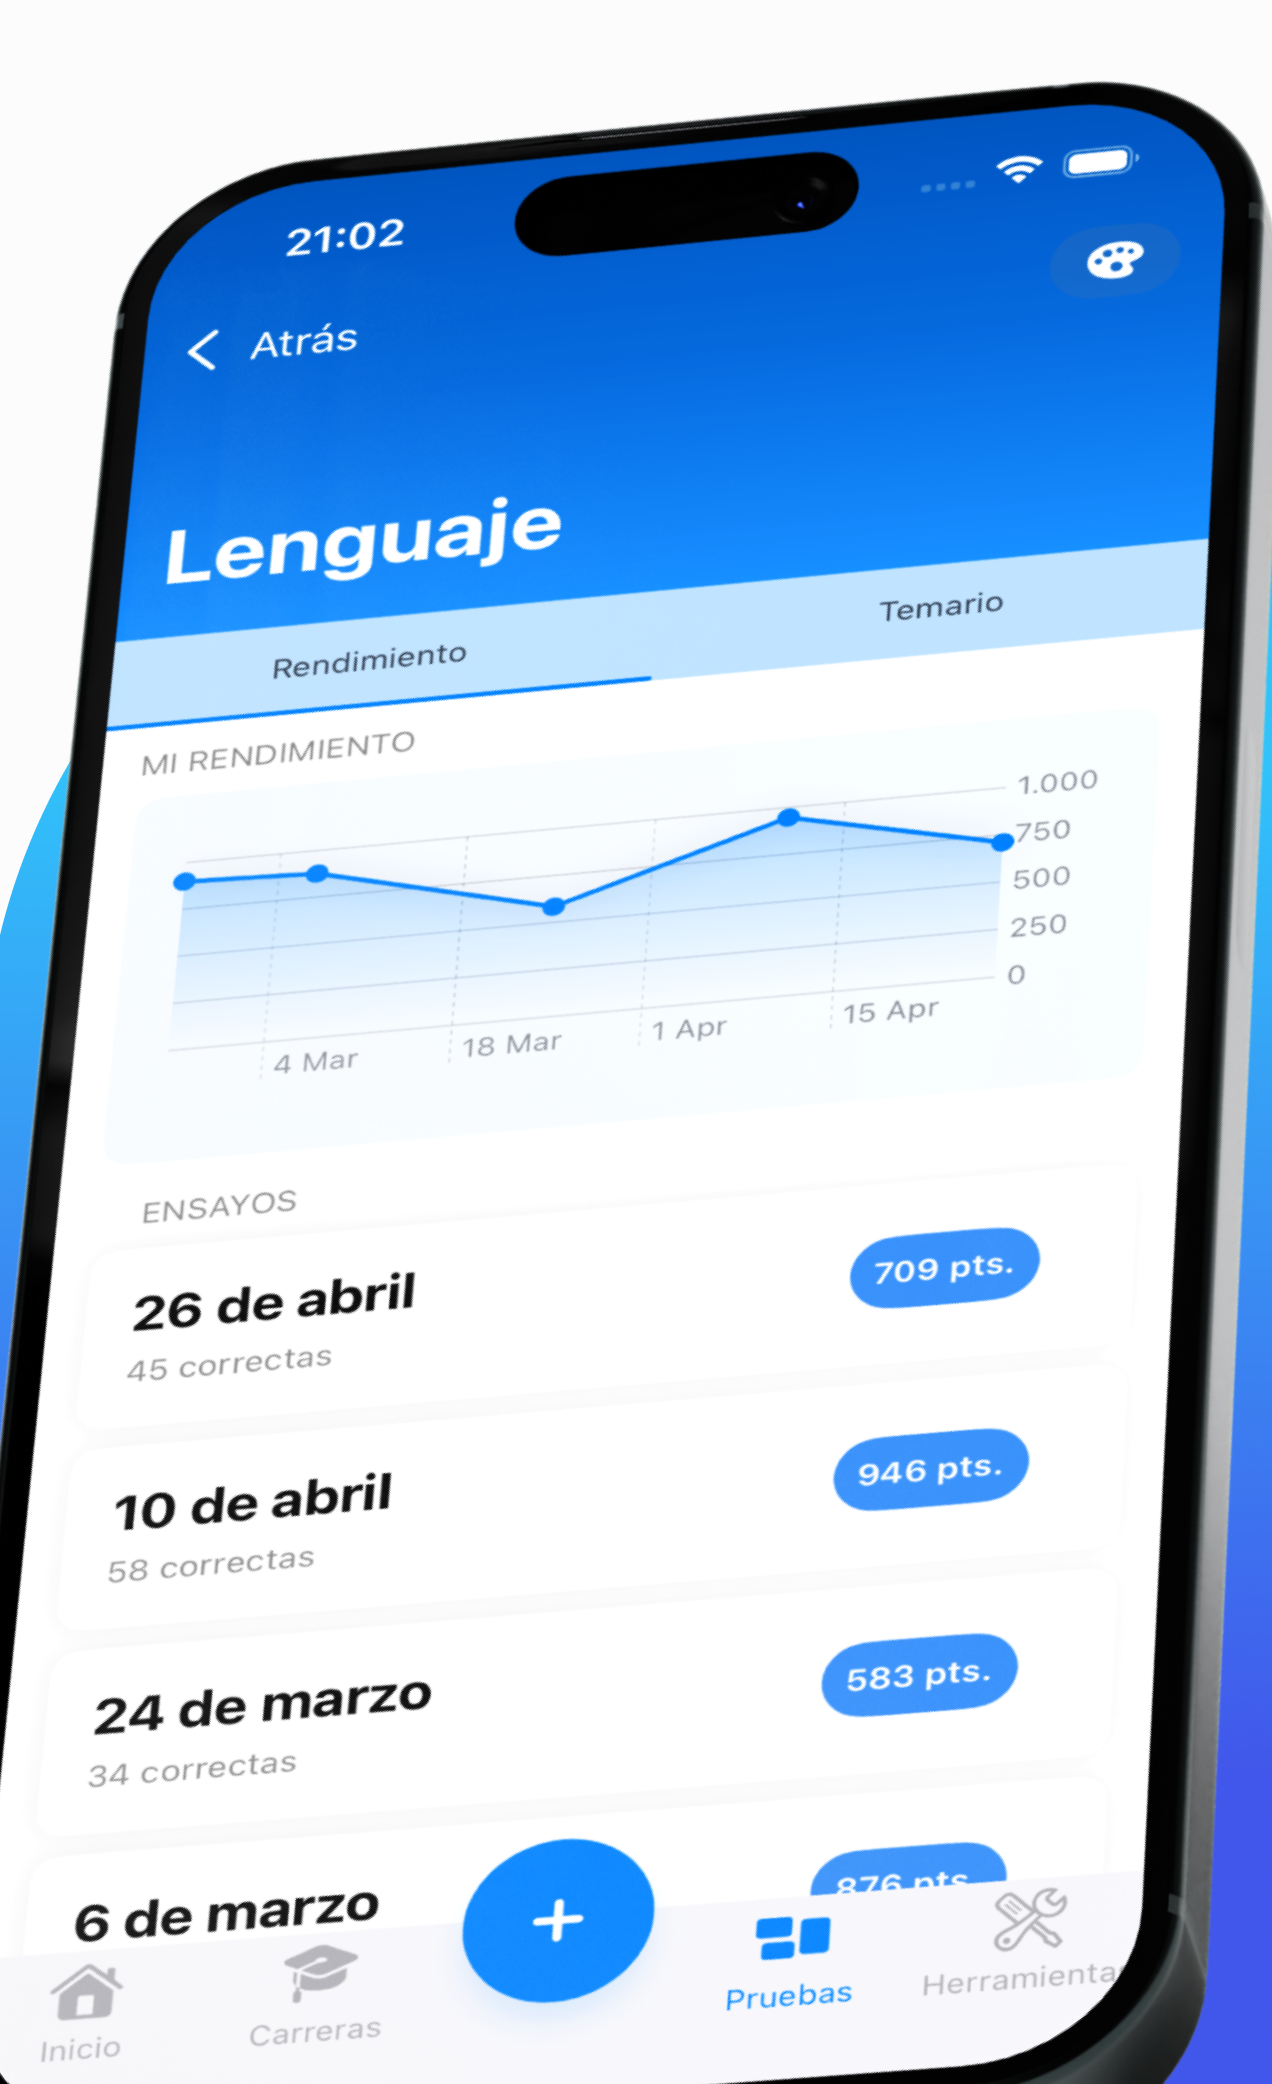 21:02
Atrás
Lenguaje
Rendimiento
Temario
MI RENDIMIENTO
1.000
750
500
250
0
4 Mar
18 Mar
1 Apr
15 Apr
ENSAYOS
26 de abril
709 pts.
45 correctas
10 de abril
946 pts.
58 correctas
24 de marzo
583 pts.
34 correctas
6 de marzo
876 pts.
Inicio
Carreras
+
Pruebas
Herramientas